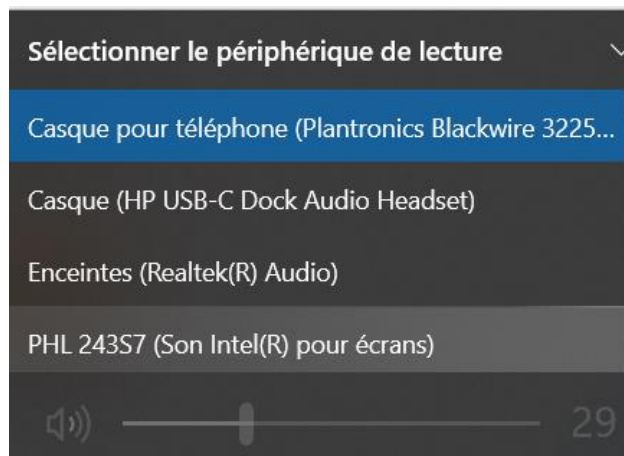 Sélectionner le périphérique de lecture
Casque pour téléphone (Plantronics Blackwire 3225...
Casque (HP USB-C Dock Audio Headset)
Enceintes (Realtek(R) Audio)
PHL 243S7 (Son Intel(R) pour écrans)
29